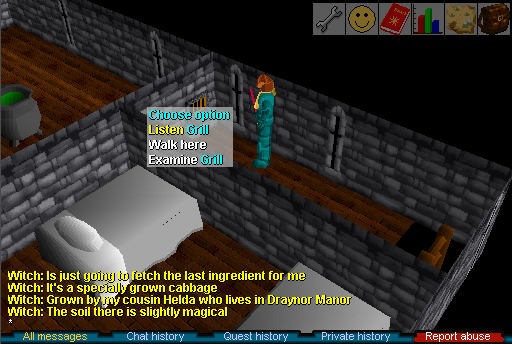 Choose option
Listen Grill
Walk here
Examine Grill
Witch: Is just going to fetch the last ingredient for me
Witch: It's a specially grown cabbage
Witch: Grown by my cousin Helda who lives in Draynor Manor
Witch: The soil there is slightly magical
*
All messages Chat history Quest history Private history Report abuse